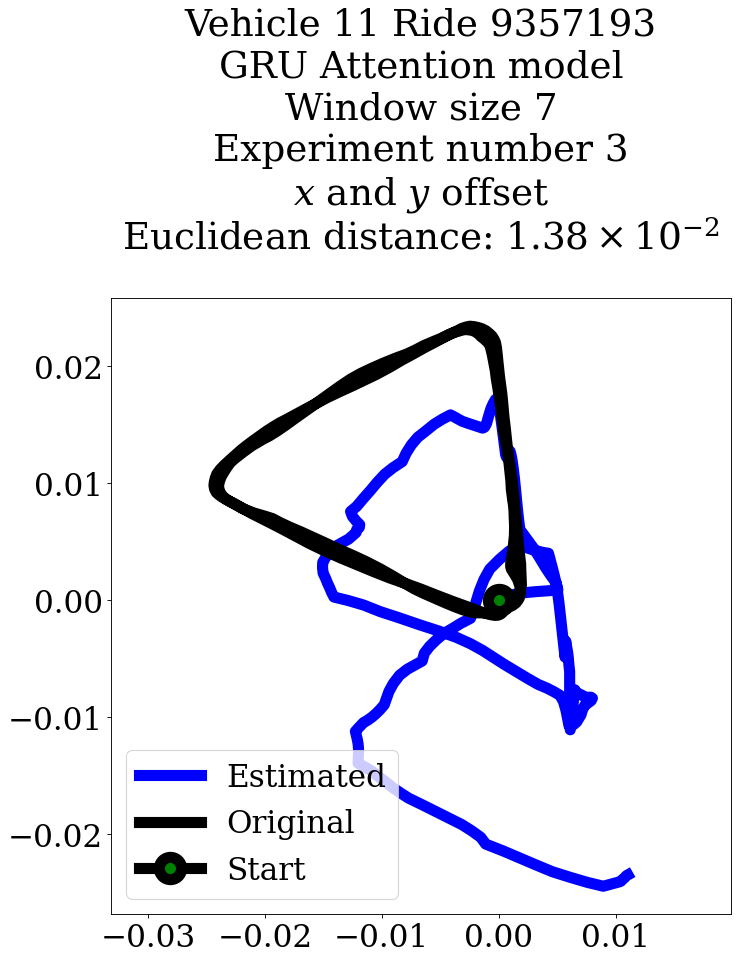 Vehicle 11 Ride 9357193
GRU Attention model
Window size 7
Experiment number 3
x and y offset
Euclidean distance: 1.38 × 10⁻²
0.02
0.01
0.00
−0.01
−0.02
Estimated
Original
Start
−0.03 −0.02 −0.01 0.00 0.01